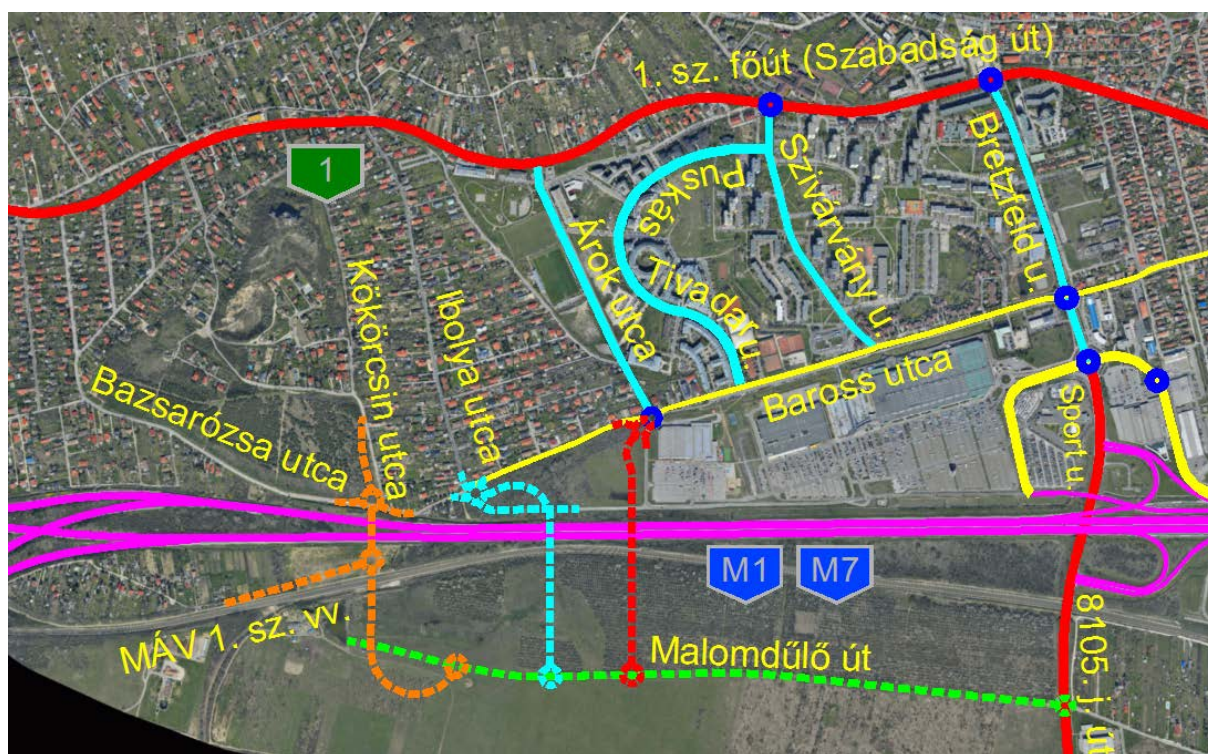 1. sz. főút (Szabadság út)
1
Puskás
Tivadar u.
Szivárvány u.
Bretzfeld u.
Árok utca
Kökörcsin utca
Ibolya utca
Bazsarózsa utca
Baross utca
Sport u.
M1
M7
MÁV 1. sz. vv.
Malomdűlő út
8105. j. út